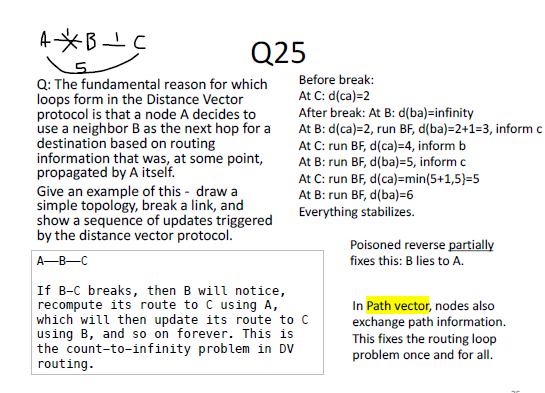 A 1 B 1 C
5
Q25
Q: The fundamental reason for which
loops form in the Distance Vector
protocol is that a node A decides to
use a neighbor B as the next hop for a
destination based on routing
information that was, at some point,
propagated by A itself.
Give an example of this - draw a
simple topology, break a link, and
show a sequence of updates triggered
by the distance vector protocol.
A—B—C
If B–C breaks, then B will notice,
recompute its route to C using A,
which will then update its route to C
using B, and so on forever. This is
the count-to-infinity problem in DV
routing.
Before break:
At C: d(ca)=2
After break: At B: d(ba)=infinity
At B: d(ca)=2, run BF, d(ba)=2+1=3, inform c
At C: run BF, d(ca)=4, inform b
At B: run BF, d(ba)=5, inform c
At C: run BF, d(ca)=min{5+1,5}=5
At B: run BF, d(ba)=6
Everything stabilizes.
Poisoned reverse partially
fixes this: B lies to A.
In Path vector, nodes also
exchange path information.
This fixes the routing loop
problem once and for all.